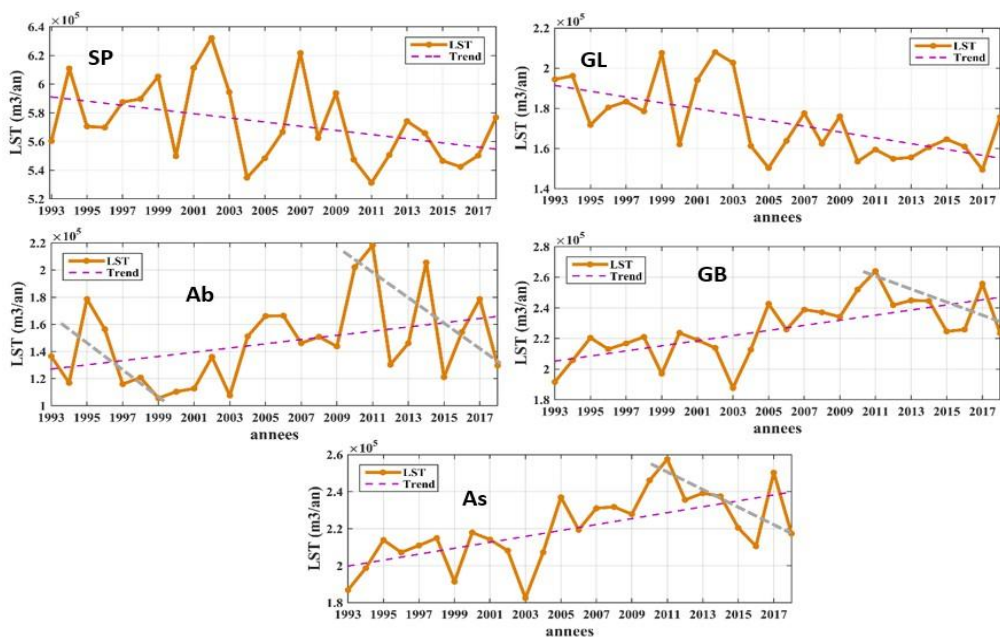 ×10⁵
6.4
6.2
6
5.8
5.6
5.4
5.2
LST (m3/an)
SP
LST
Trend
1993 1995 1997 1999 2001 2003 2005 2007 2009 2011 2013 2015 2017
annees
×10⁵
2.2
2
1.8
1.6
1.4
LST (m3/an)
GL
LST
Trend
1993 1995 1997 1999 2001 2003 2005 2007 2009 2011 2013 2015 2017
annees
×10⁵
2.2
2
1.8
1.6
1.4
1.2
1
LST (m3/an)
Ab
LST
Trend
1993 1995 1997 1999 2001 2003 2005 2007 2009 2011 2013 2015 2017
annees
×10⁵
2.8
2.6
2.4
2.2
2
1.8
LST (m3/an)
GB
LST
Trend
1993 1995 1997 1999 2001 2003 2005 2007 2009 2011 2013 2015 2017
annees
×10⁵
2.6
2.4
2.2
2
1.8
LST (m3/an)
As
LST
Trend
1993 1995 1997 1999 2001 2003 2005 2007 2009 2011 2013 2015 2017
annees